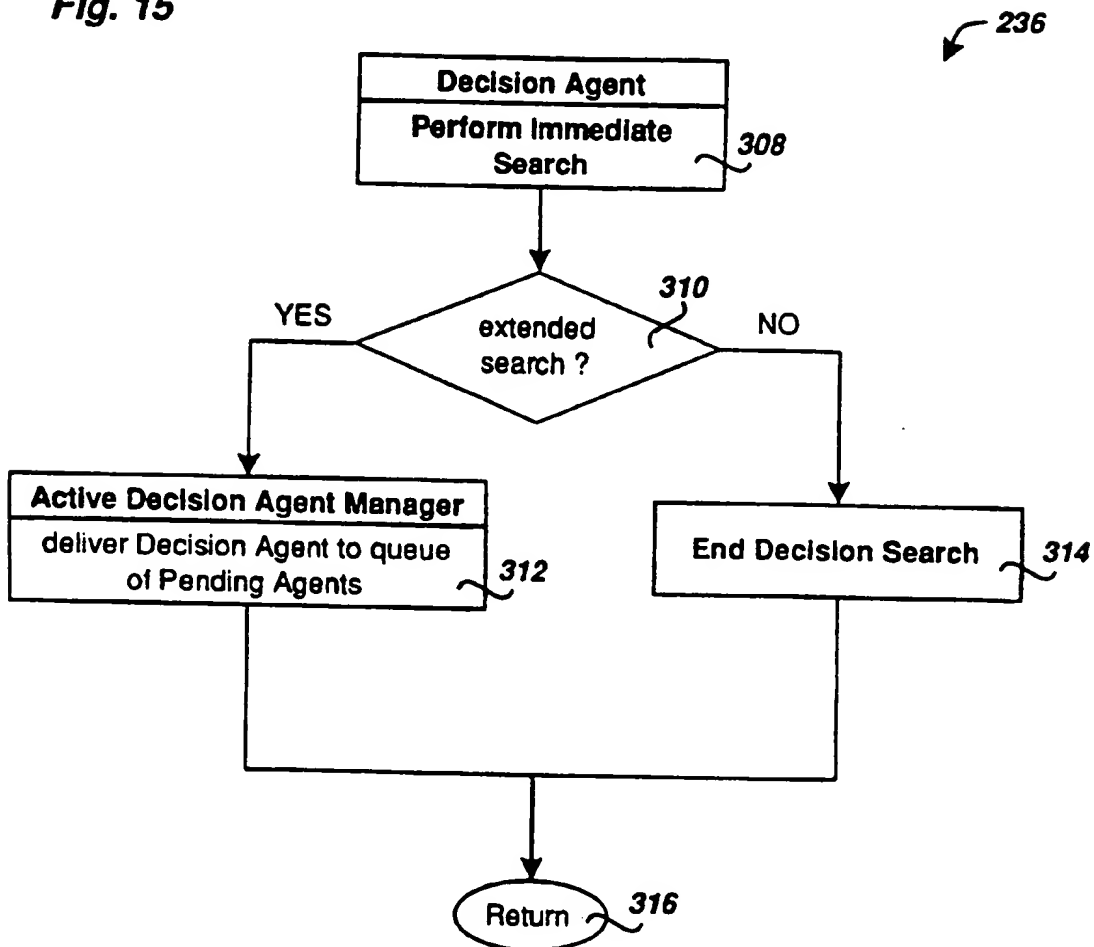 Fig. 15
236
Decision Agent
Perform Immediate
Search
308
310
YES
extended
search ?
NO
Active Decision Agent Manager
deliver Decision Agent to queue
of Pending Agents
312
End Decision Search
314
Return
316